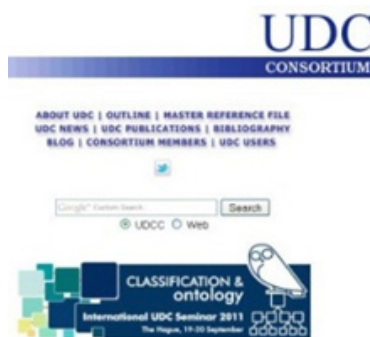 UDC
CONSORTIUM
ABOUT UDC | OUTLINE | MASTER REFERENCE FILE
UDC NEWS | UDC PUBLICATIONS | BIBLIOGRAPHY
BLOG | CONSORTIUM MEMBERS | UDC USERS
Google™ Custom Search Search
UDCC Web
CLASSIFICATION &
ontology
International UDC Seminar 2011
The Hague, 19-20 September